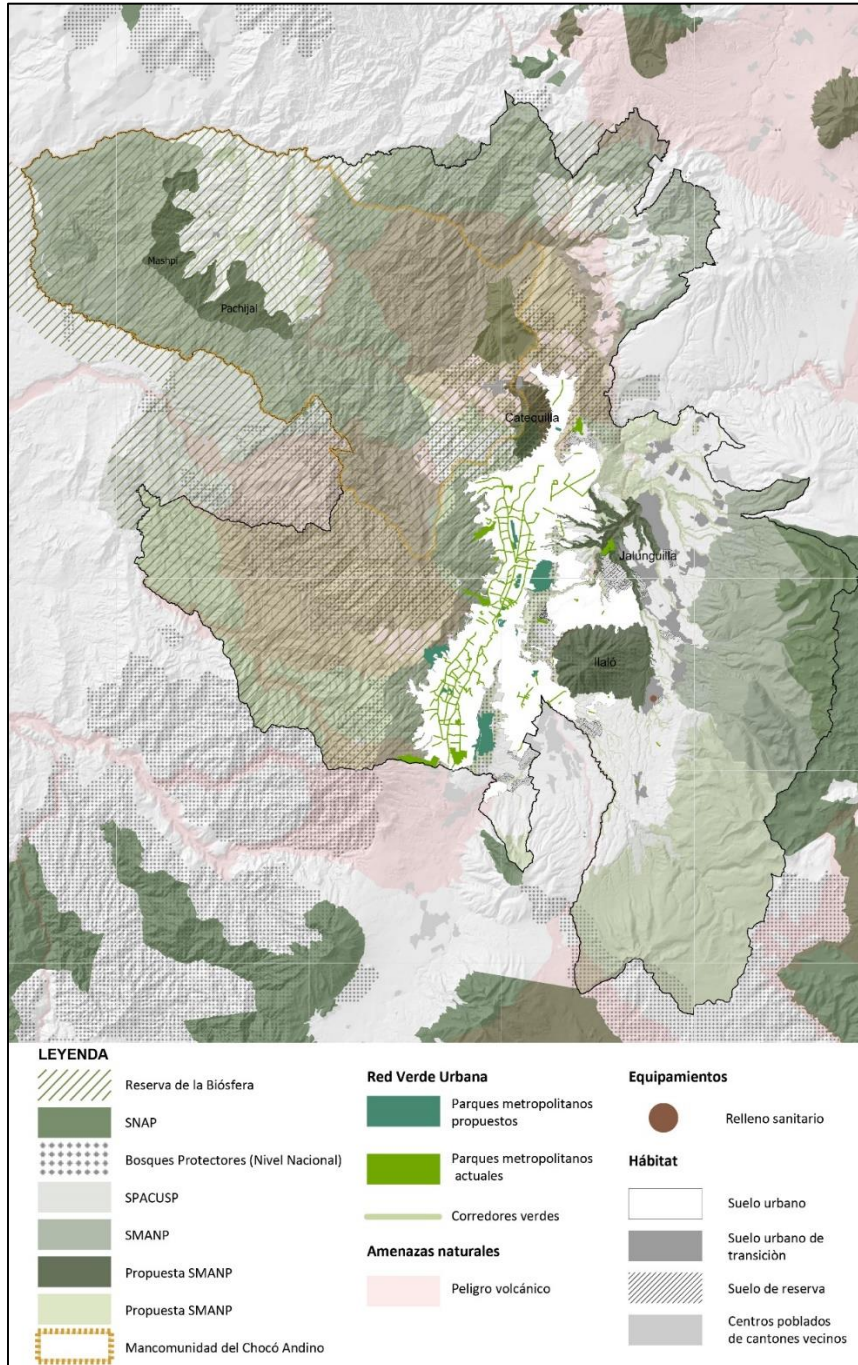 Mashpi
Pachijal
Catequilla
Jalunguilla
Ilaló
LEYENDA
Reserva de la Biósfera
SNAP
Bosques Protectores (Nivel Nacional)
SPACUSP
SMANP
Propuesta SMANP
Propuesta SMANP
Mancomunidad del Chocó Andino
Red Verde Urbana
Parques metropolitanos
propuestos
Parques metropolitanos
actuales
Corredores verdes
Amenazas naturales
Peligro volcánico
Equipamientos
Relleno sanitario
Hábitat
Suelo urbano
Suelo urbano de
transiciòn
Suelo de reserva
Centros poblados
de cantones vecinos